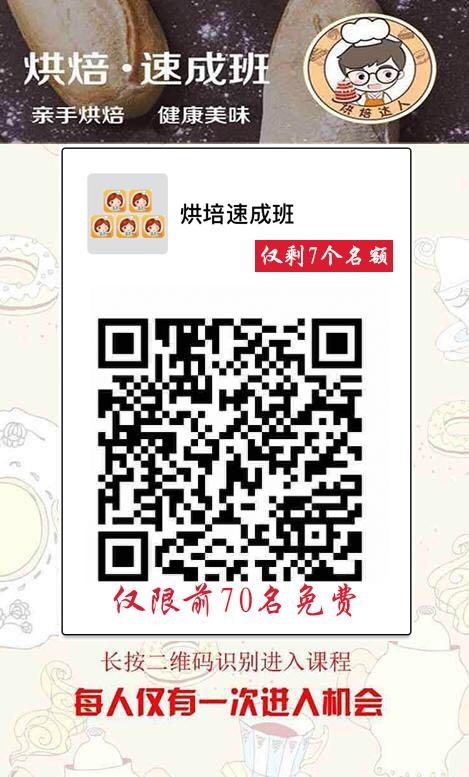 烘焙·速成班
亲手烘焙 健康美味
烘焙达人
烘培速成班
仅剩7个名额
仅限前70名免费
长按二维码识别进入课程
每人仅有一次进入机会